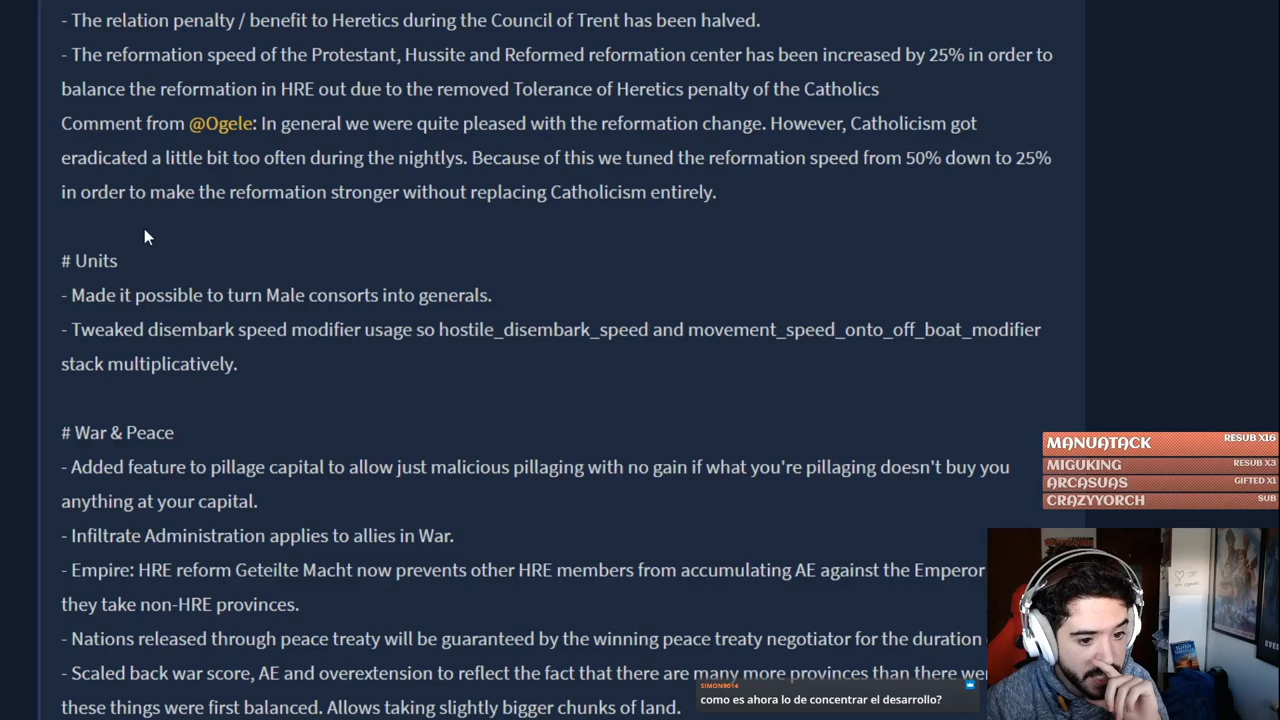 - The relation penalty / benefit to Heretics during the Council of Trent has been halved.
- The reformation speed of the Protestant, Hussite and Reformed reformation center has been increased by 25% in order to
balance the reformation in HRE out due to the removed Tolerance of Heretics penalty of the Catholics
Comment from @Ogele: In general we were quite pleased with the reformation change. However, Catholicism got
eradicated a little bit too often during the nightlys. Because of this we tuned the reformation speed from 50% down to 25%
in order to make the reformation stronger without replacing Catholicism entirely.
# Units
- Made it possible to turn Male consorts into generals.
- Tweaked disembark speed modifier usage so hostile_disembark_speed and movement_speed_onto_off_boat_modifier
stack multiplicatively.
# War & Peace
- Added feature to pillage capital to allow just malicious pillaging with no gain if what you're pillaging doesn't buy you
anything at your capital.
- Infiltrate Administration applies to allies in War.
- Empire: HRE reform Geteilte Macht now prevents other HRE members from accumulating AE against the Emperor
they take non-HRE provinces.
- Nations released through peace treaty will be guaranteed by the winning peace treaty negotiator for the duration
- Scaled back war score, AE and overextension to reflect the fact that there are many more provinces than there
these things were first balanced. Allows taking slightly bigger chunks of land.
MANUATACK RESUB X16
MIGUKING RESUB X3
ARCASUAS GIFTED X1
CRAZYYORCH SUB
SIMON9014
como es ahora lo de concentrar el desarrollo?